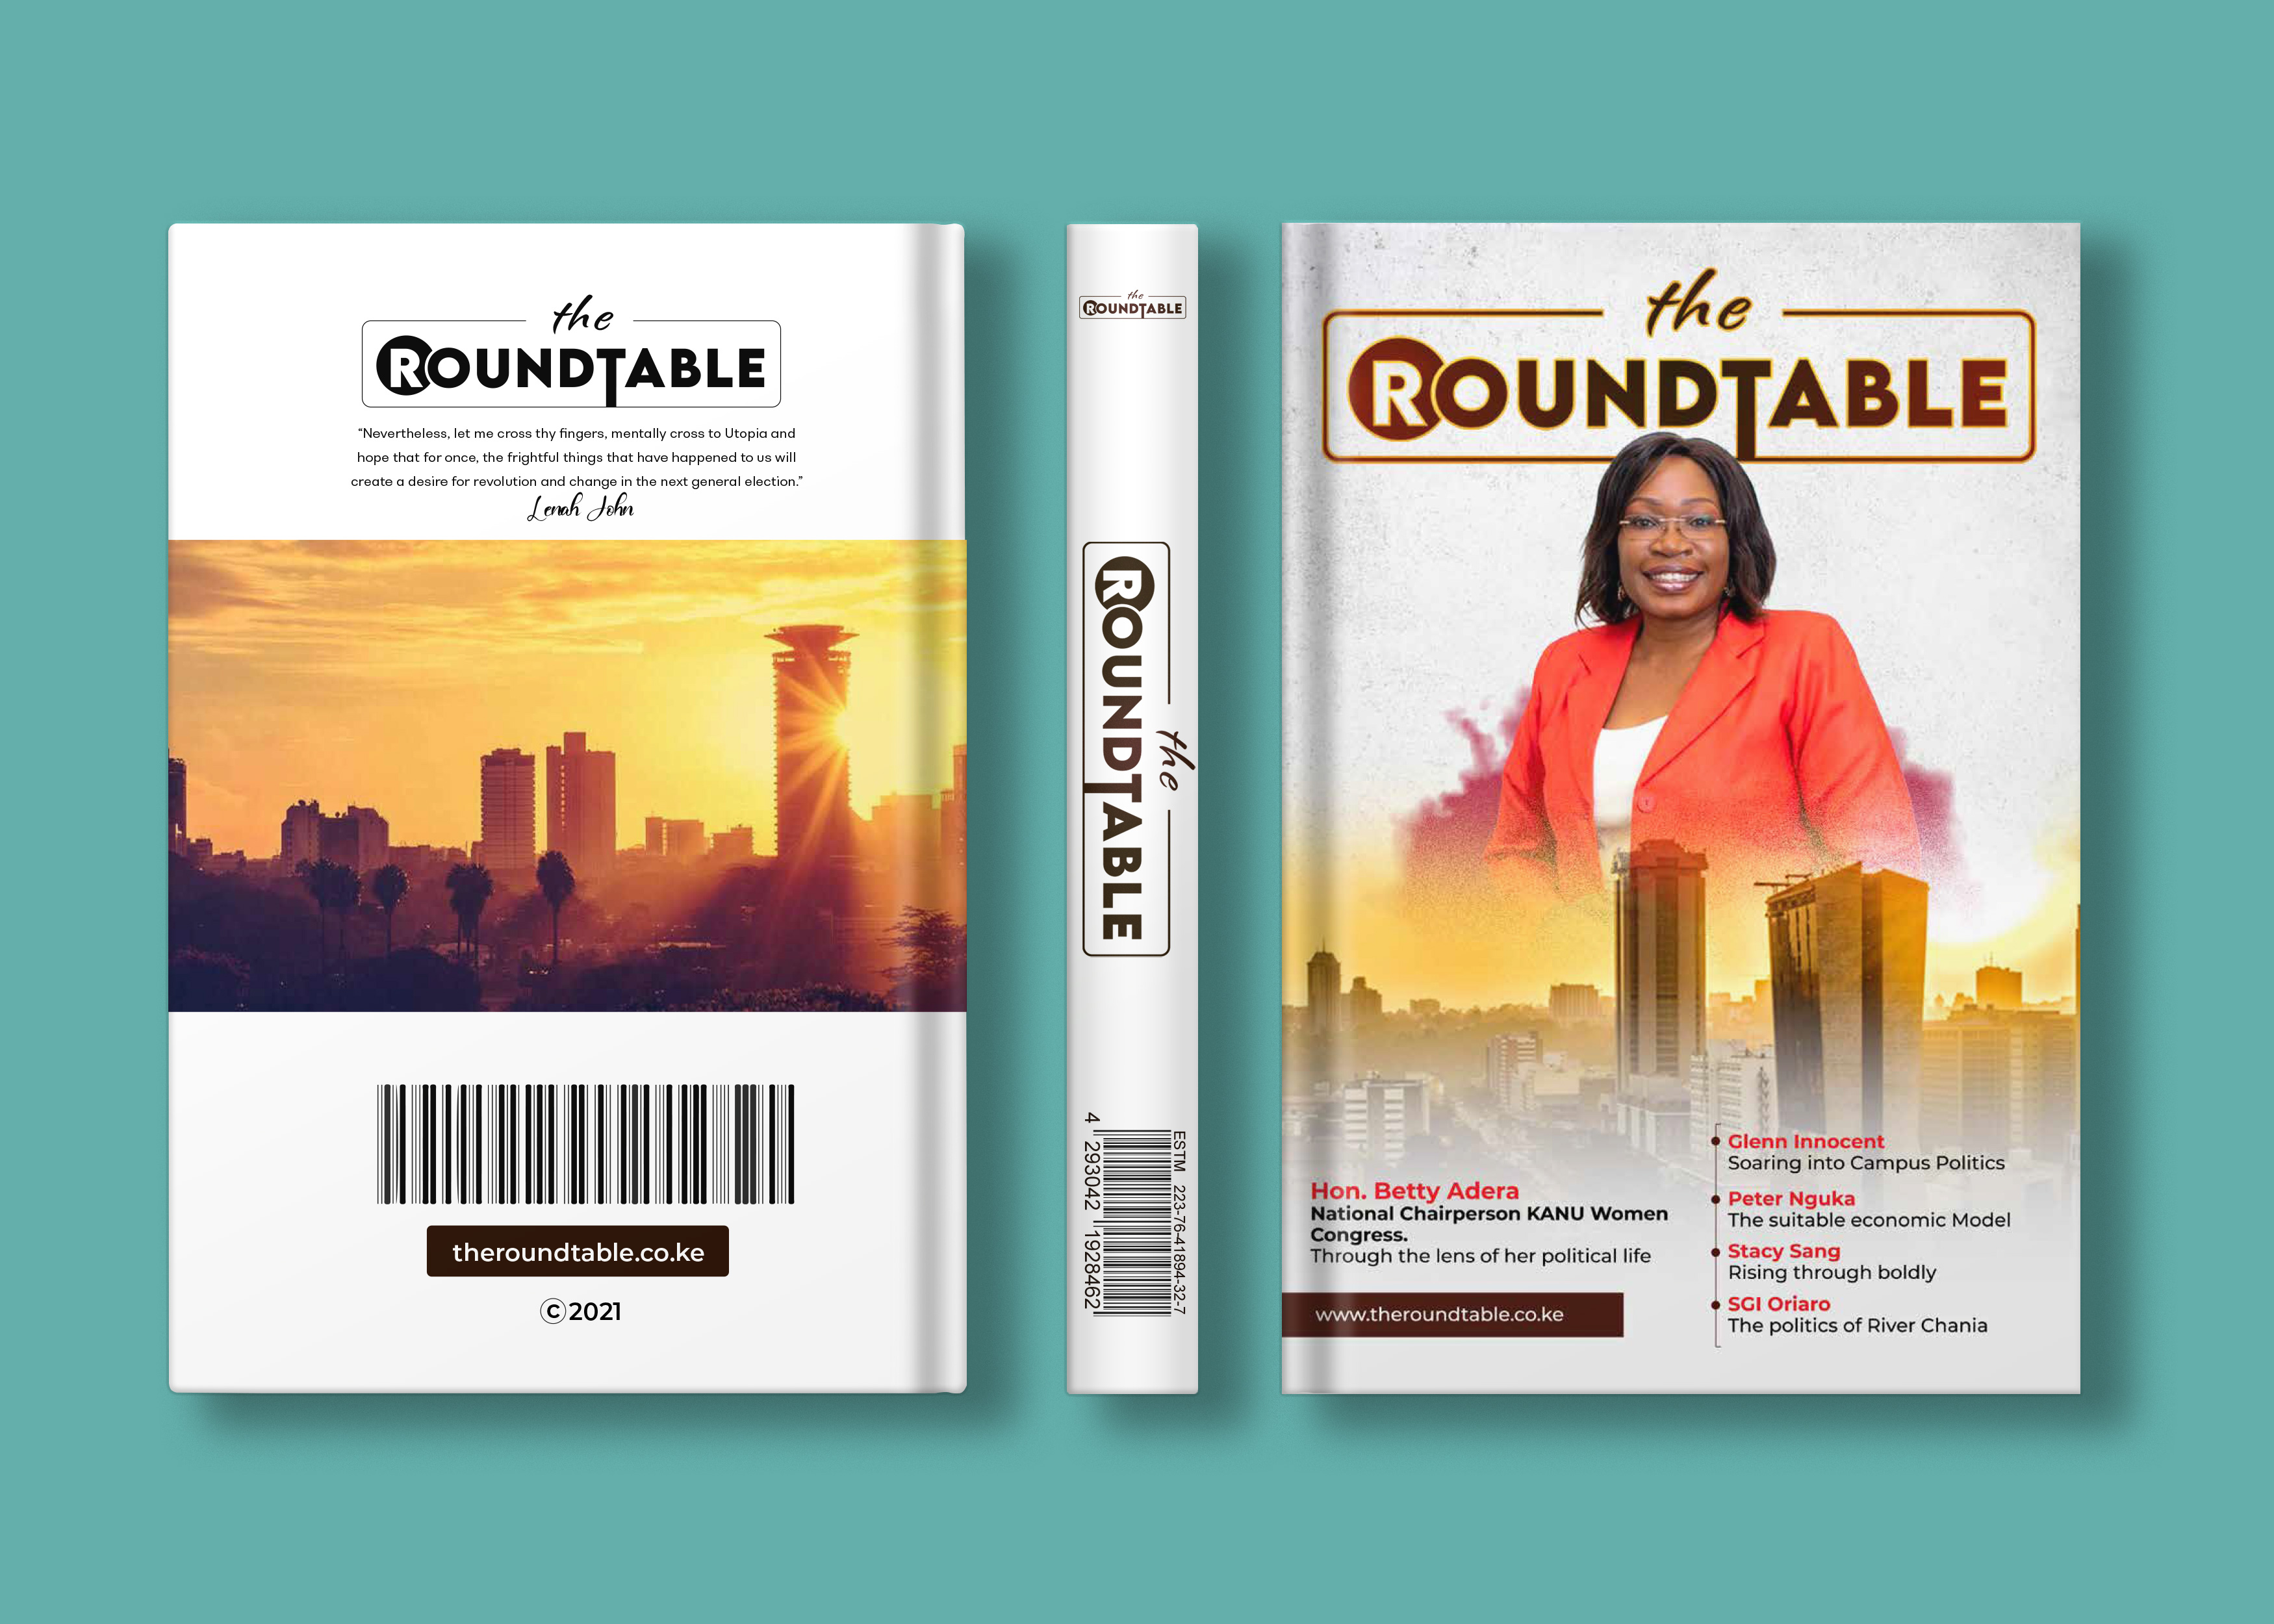 the
ROUNDTABLE
“Nevertheless, let me cross thy fingers, mentally cross to Utopia and
hope that for once, the frightful things that have happened to us will
create a desire for revolution and change in the next general election.”
Lenah John
theroundtable.co.ke
©2021
the
ROUNDTABLE
the
ROUNDTABLE
ESTM 223-76-41894-32-7
4 293042 1928462
the
ROUNDTABLE
Hon. Betty Adera
National Chairperson KANU Women
Congress.
Through the lens of her political life
www.theroundtable.co.ke
Glenn Innocent
Soaring into Campus Politics
Peter Nguka
The suitable economic Model
Stacy Sang
Rising through boldly
SGI Oriaro
The politics of River Chania